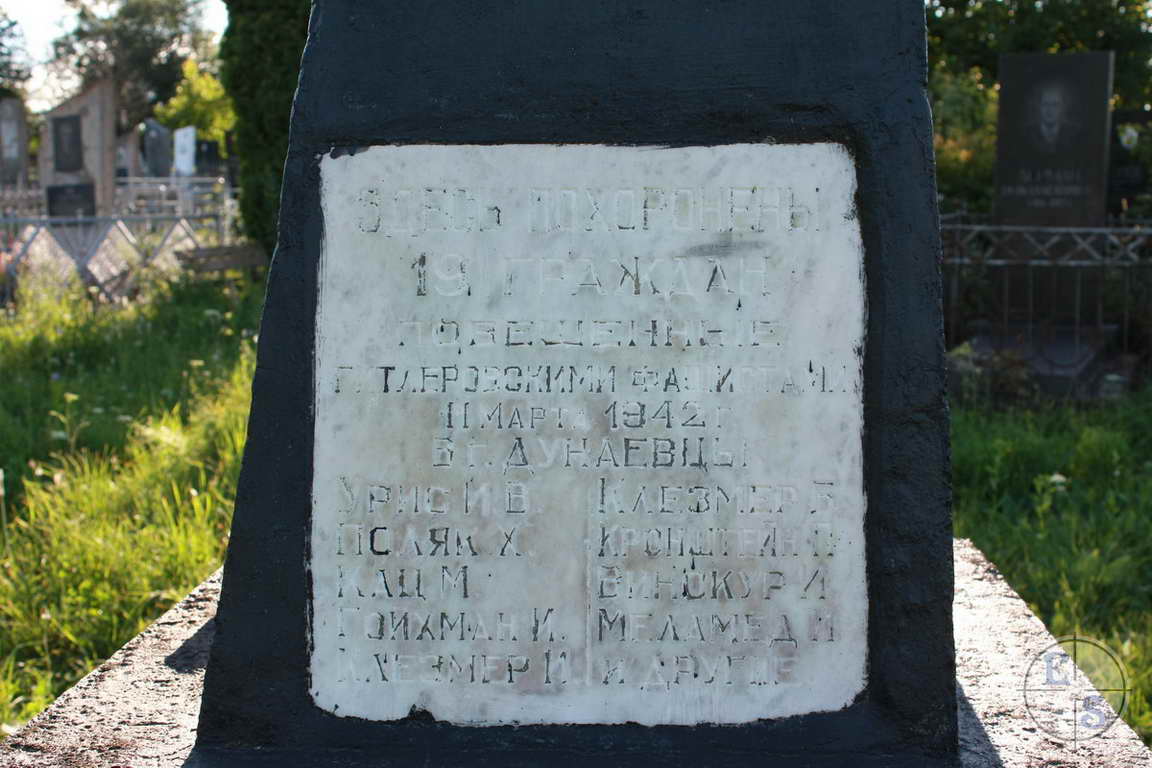 ЗДЕСЬ ПОХОРОНЕНЫ
19 ГРАЖДАН
ПОВЕШЕННЫЕ
ГИТЛЕРОВСКИМИ ФАШИСТАМИ
11 МАРТА 1942 Г
В Г. ДУНАЕВЦЫ
УРИС И. В. КЛЕЗМЕР Б
ПОЛЯК Х. КРОНШТЕЙН П
КАЦ М ВИНОКУР И
ГОЙХМАН И. МЕЛАМЕД И
КЛЕЗМЕР И. И ДРУГИЕ
E
S